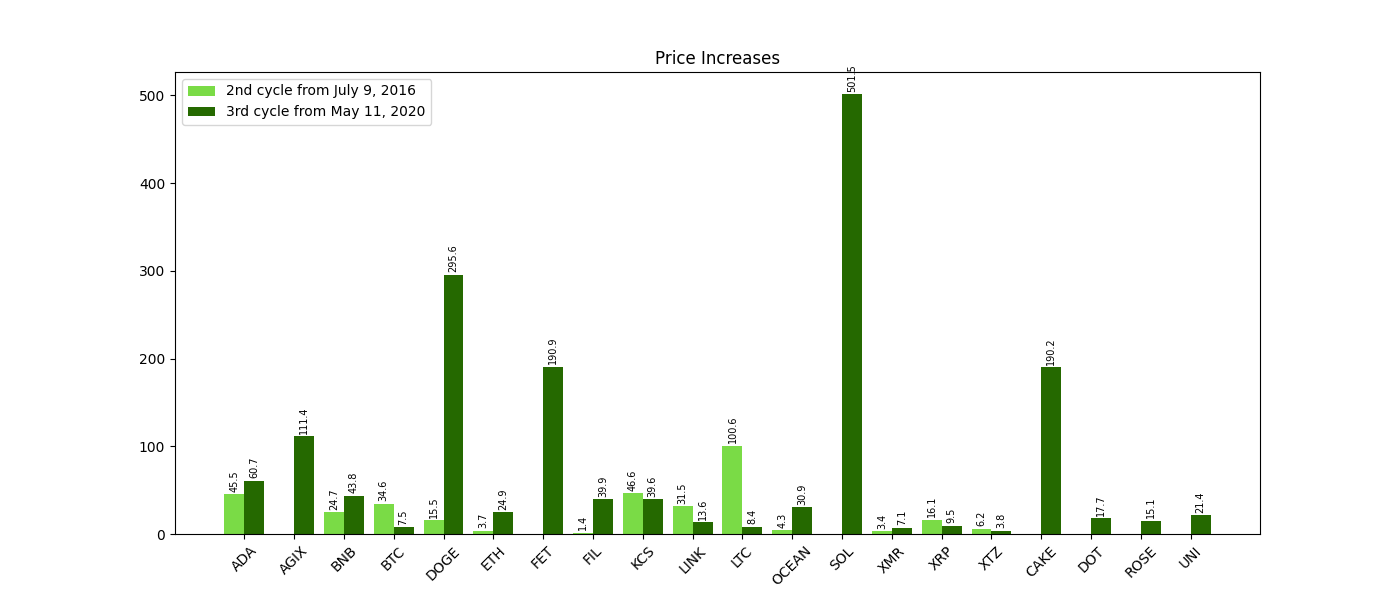 Price Increases
2nd cycle from July 9, 2016
3rd cycle from May 11, 2020
500
400
300
200
100
0
45.5
60.7
111.4
24.7
43.8
34.6
7.5
15.5
295.6
3.7
24.9
190.9
1.4
39.9
46.6
39.6
31.5
13.6
100.6
8.4
4.3
30.9
501.5
3.4
7.1
16.1
9.5
6.2
3.8
190.2
17.7
15.1
21.4
ADA
AGIX
BNB
BTC
DOGE
ETH
FET
FIL
KCS
LINK
LTC
OCEAN
SOL
XMR
XRP
XTZ
CAKE
DOT
ROSE
UNI